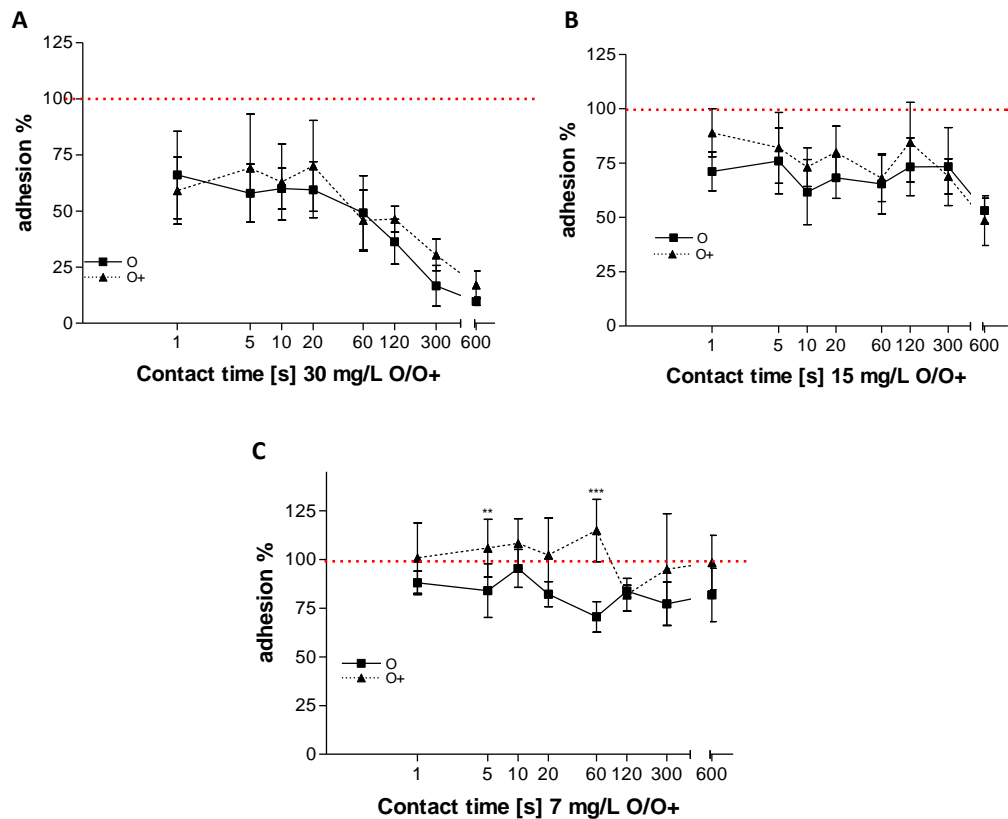 A
125
100
75
50
25
0
adhesion %
O
O+
1 5 10 20 60 120 300 600
Contact time [s] 30 mg/L O/O+
B
125
100
75
50
25
0
adhesion %
O
O+
1 5 10 20 60 120 300 600
Contact time [s] 15 mg/L O/O+
C
125
100
75
50
25
0
adhesion %
**
***
O
O+
1 5 10 20 60 120 300 600
Contact time [s] 7 mg/L O/O+